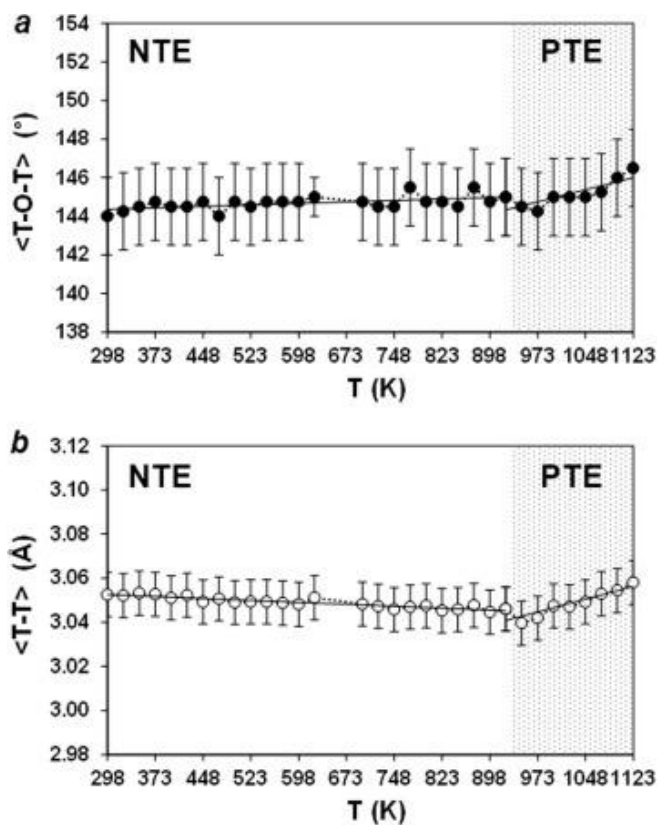 a
154
152
150
148
146
144
142
140
138
<T-O-T> (°)
NTE PTE
298 373 448 523 598 673 748 823 898 973 1048 1123
T (K)
b
3.12
3.10
3.08
3.06
3.04
3.02
3.00
2.98
<T-T> (Å)
NTE PTE
298 373 448 523 598 673 748 823 898 973 1048 1123
T (K)